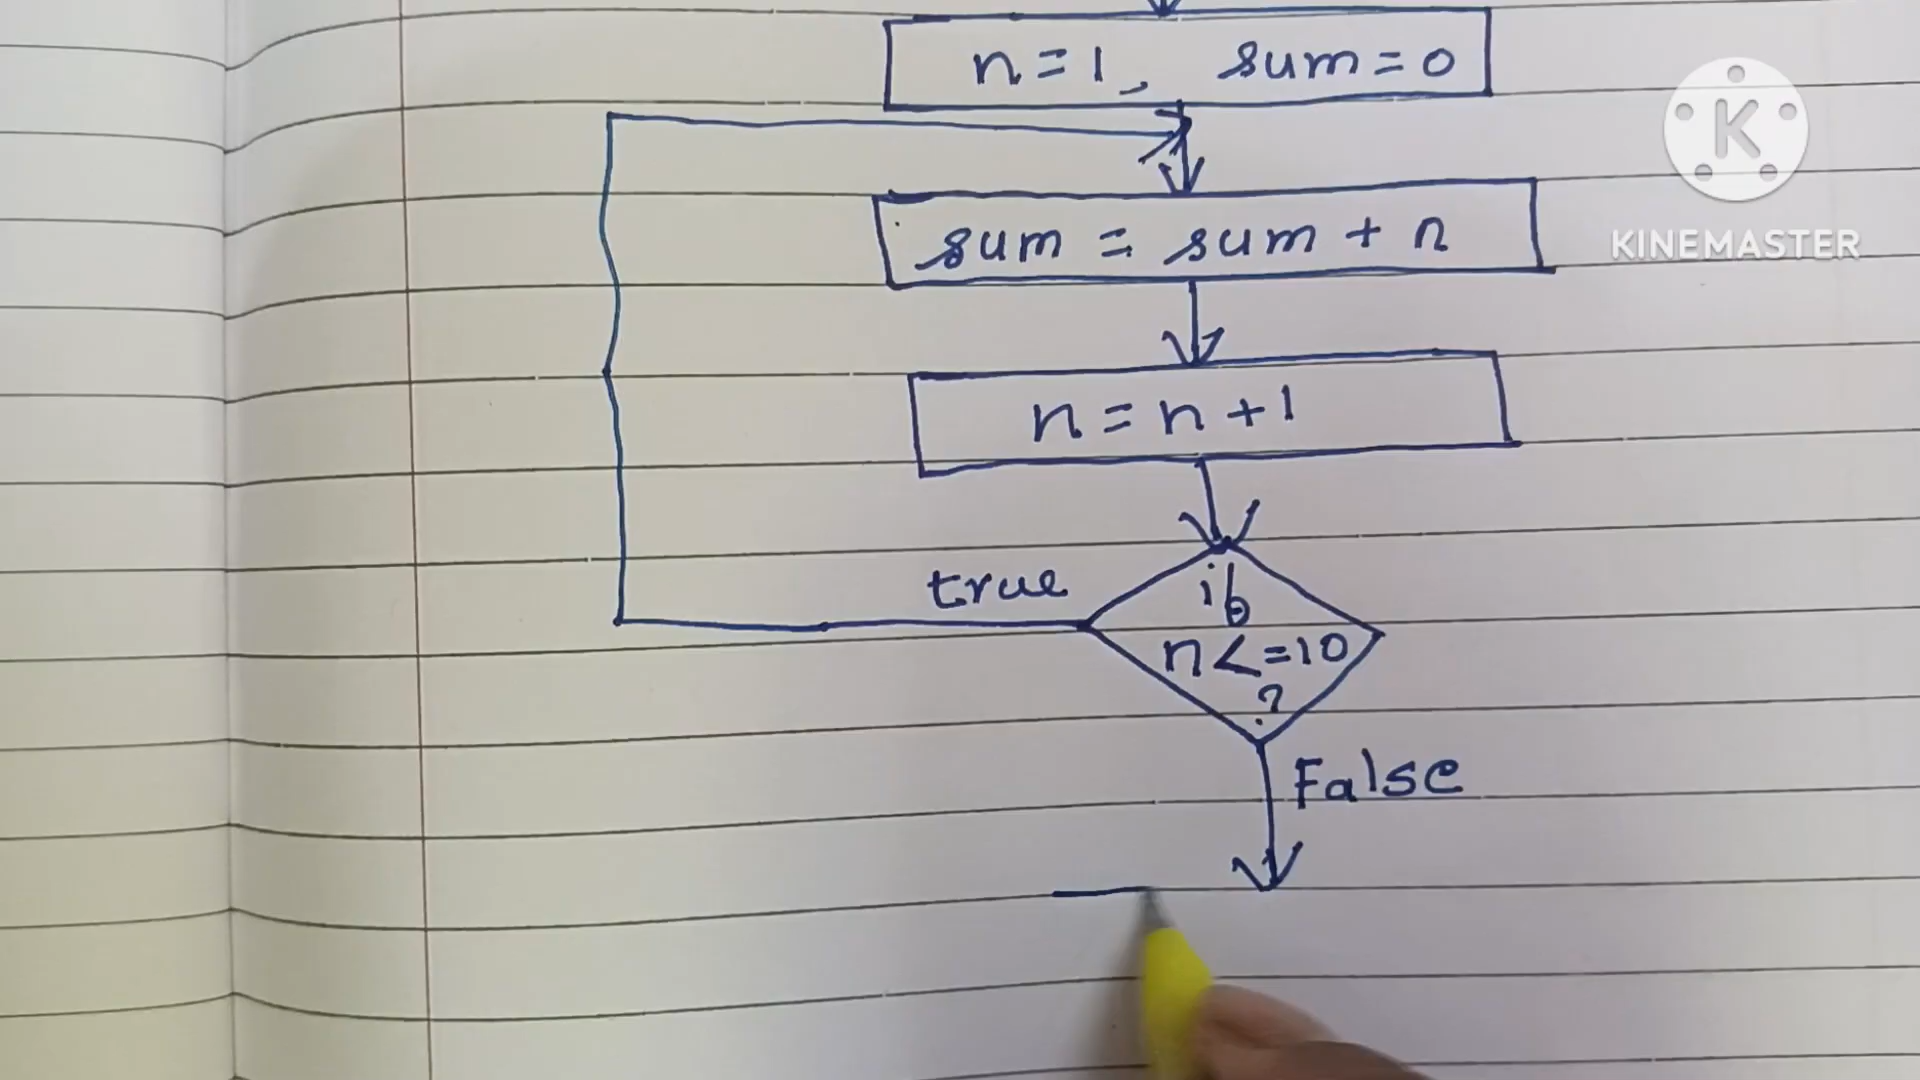 n=1, sum=0
sum = sum + n
n = n+1
if
n<=10
?
true
False
K
KINEMASTER